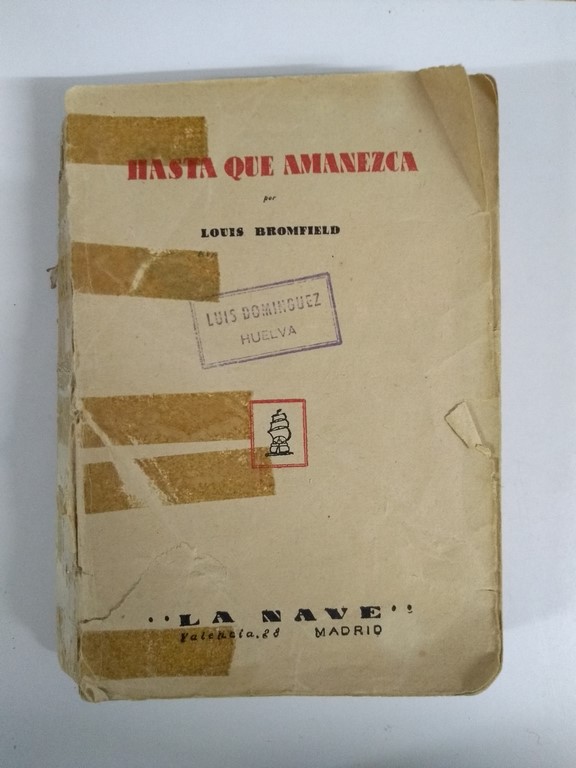 HASTA QUE AMANEZCA
por
LOUIS BROMFIELD
LUIS DOMINGUEZ
HUELVA
"LA NAVE"
Valencia, 28 MADRID